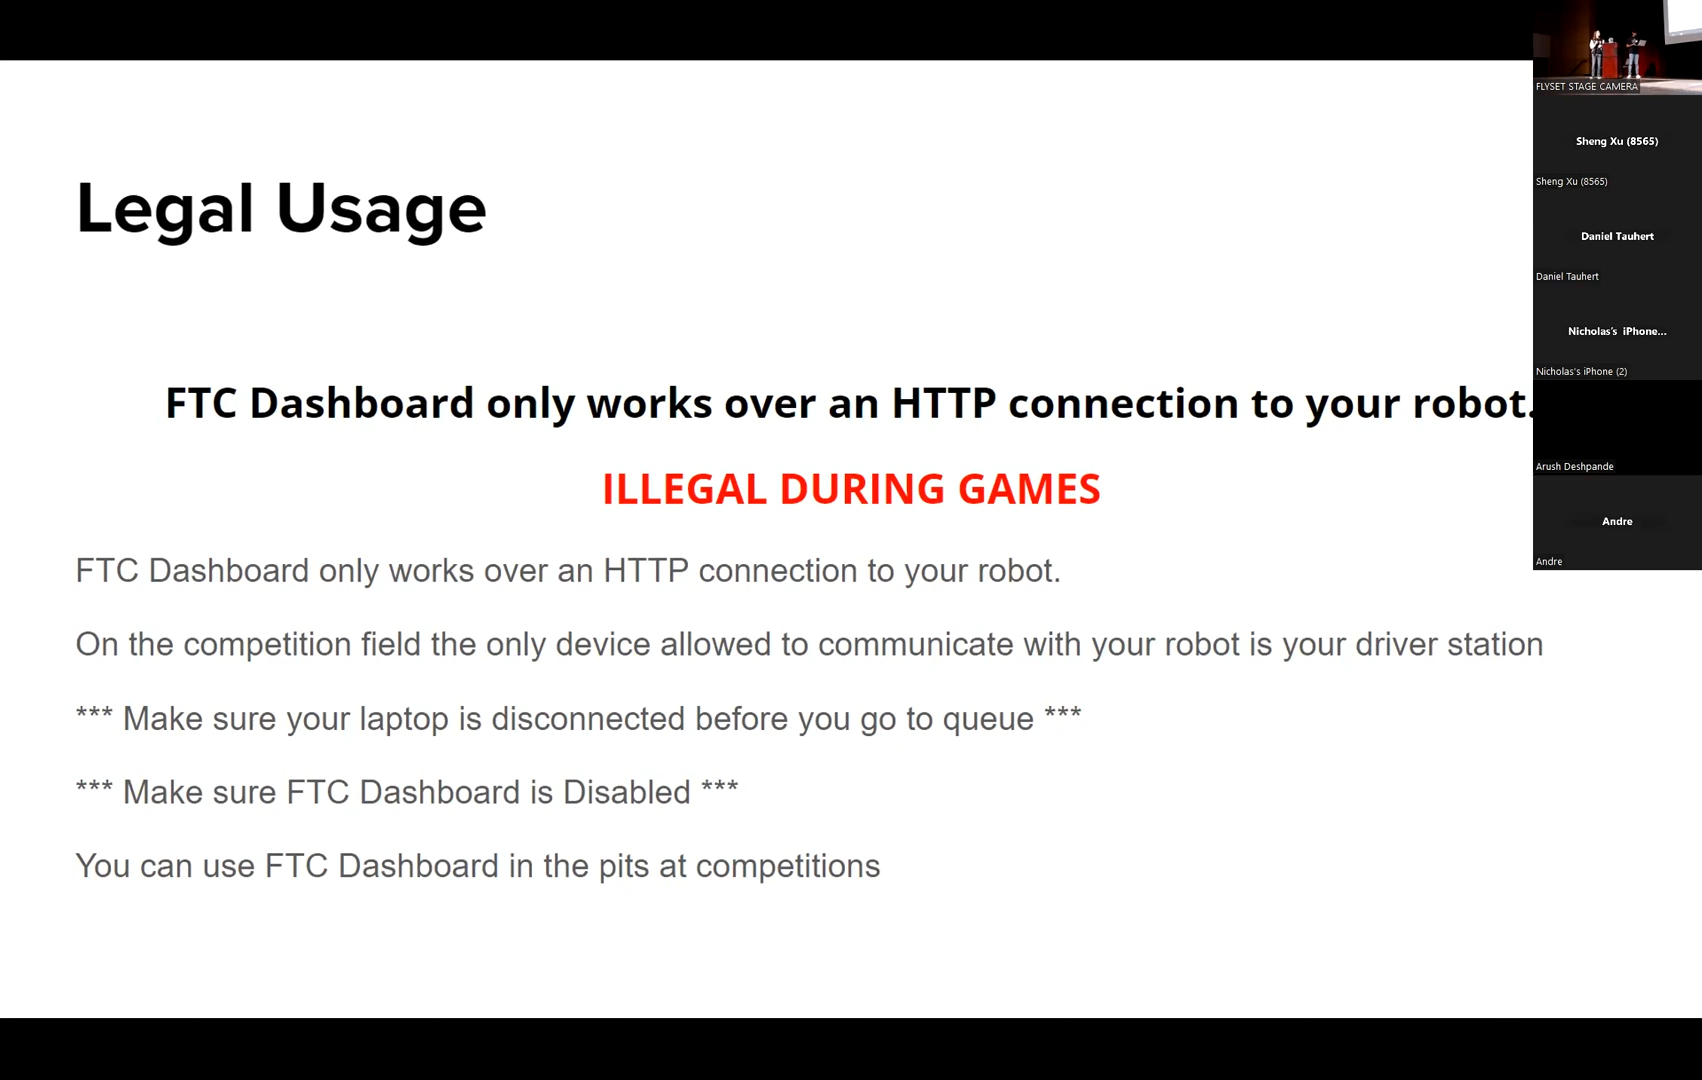 Legal Usage
FTC Dashboard only works over an HTTP connection to your robot.
ILLEGAL DURING GAMES
FTC Dashboard only works over an HTTP connection to your robot.
On the competition field the only device allowed to communicate with your robot is your driver station
*** Make sure your laptop is disconnected before you go to queue ***
*** Make sure FTC Dashboard is Disabled ***
You can use FTC Dashboard in the pits at competitions
FLYSET STAGE CAMERA
Sheng Xu (8565)
Sheng Xu (8565)
Daniel Tauhert
Daniel Tauhert
Nicholas's iPhone...
Nicholas's iPhone (2)
Arush Deshpande
Andre
Andre